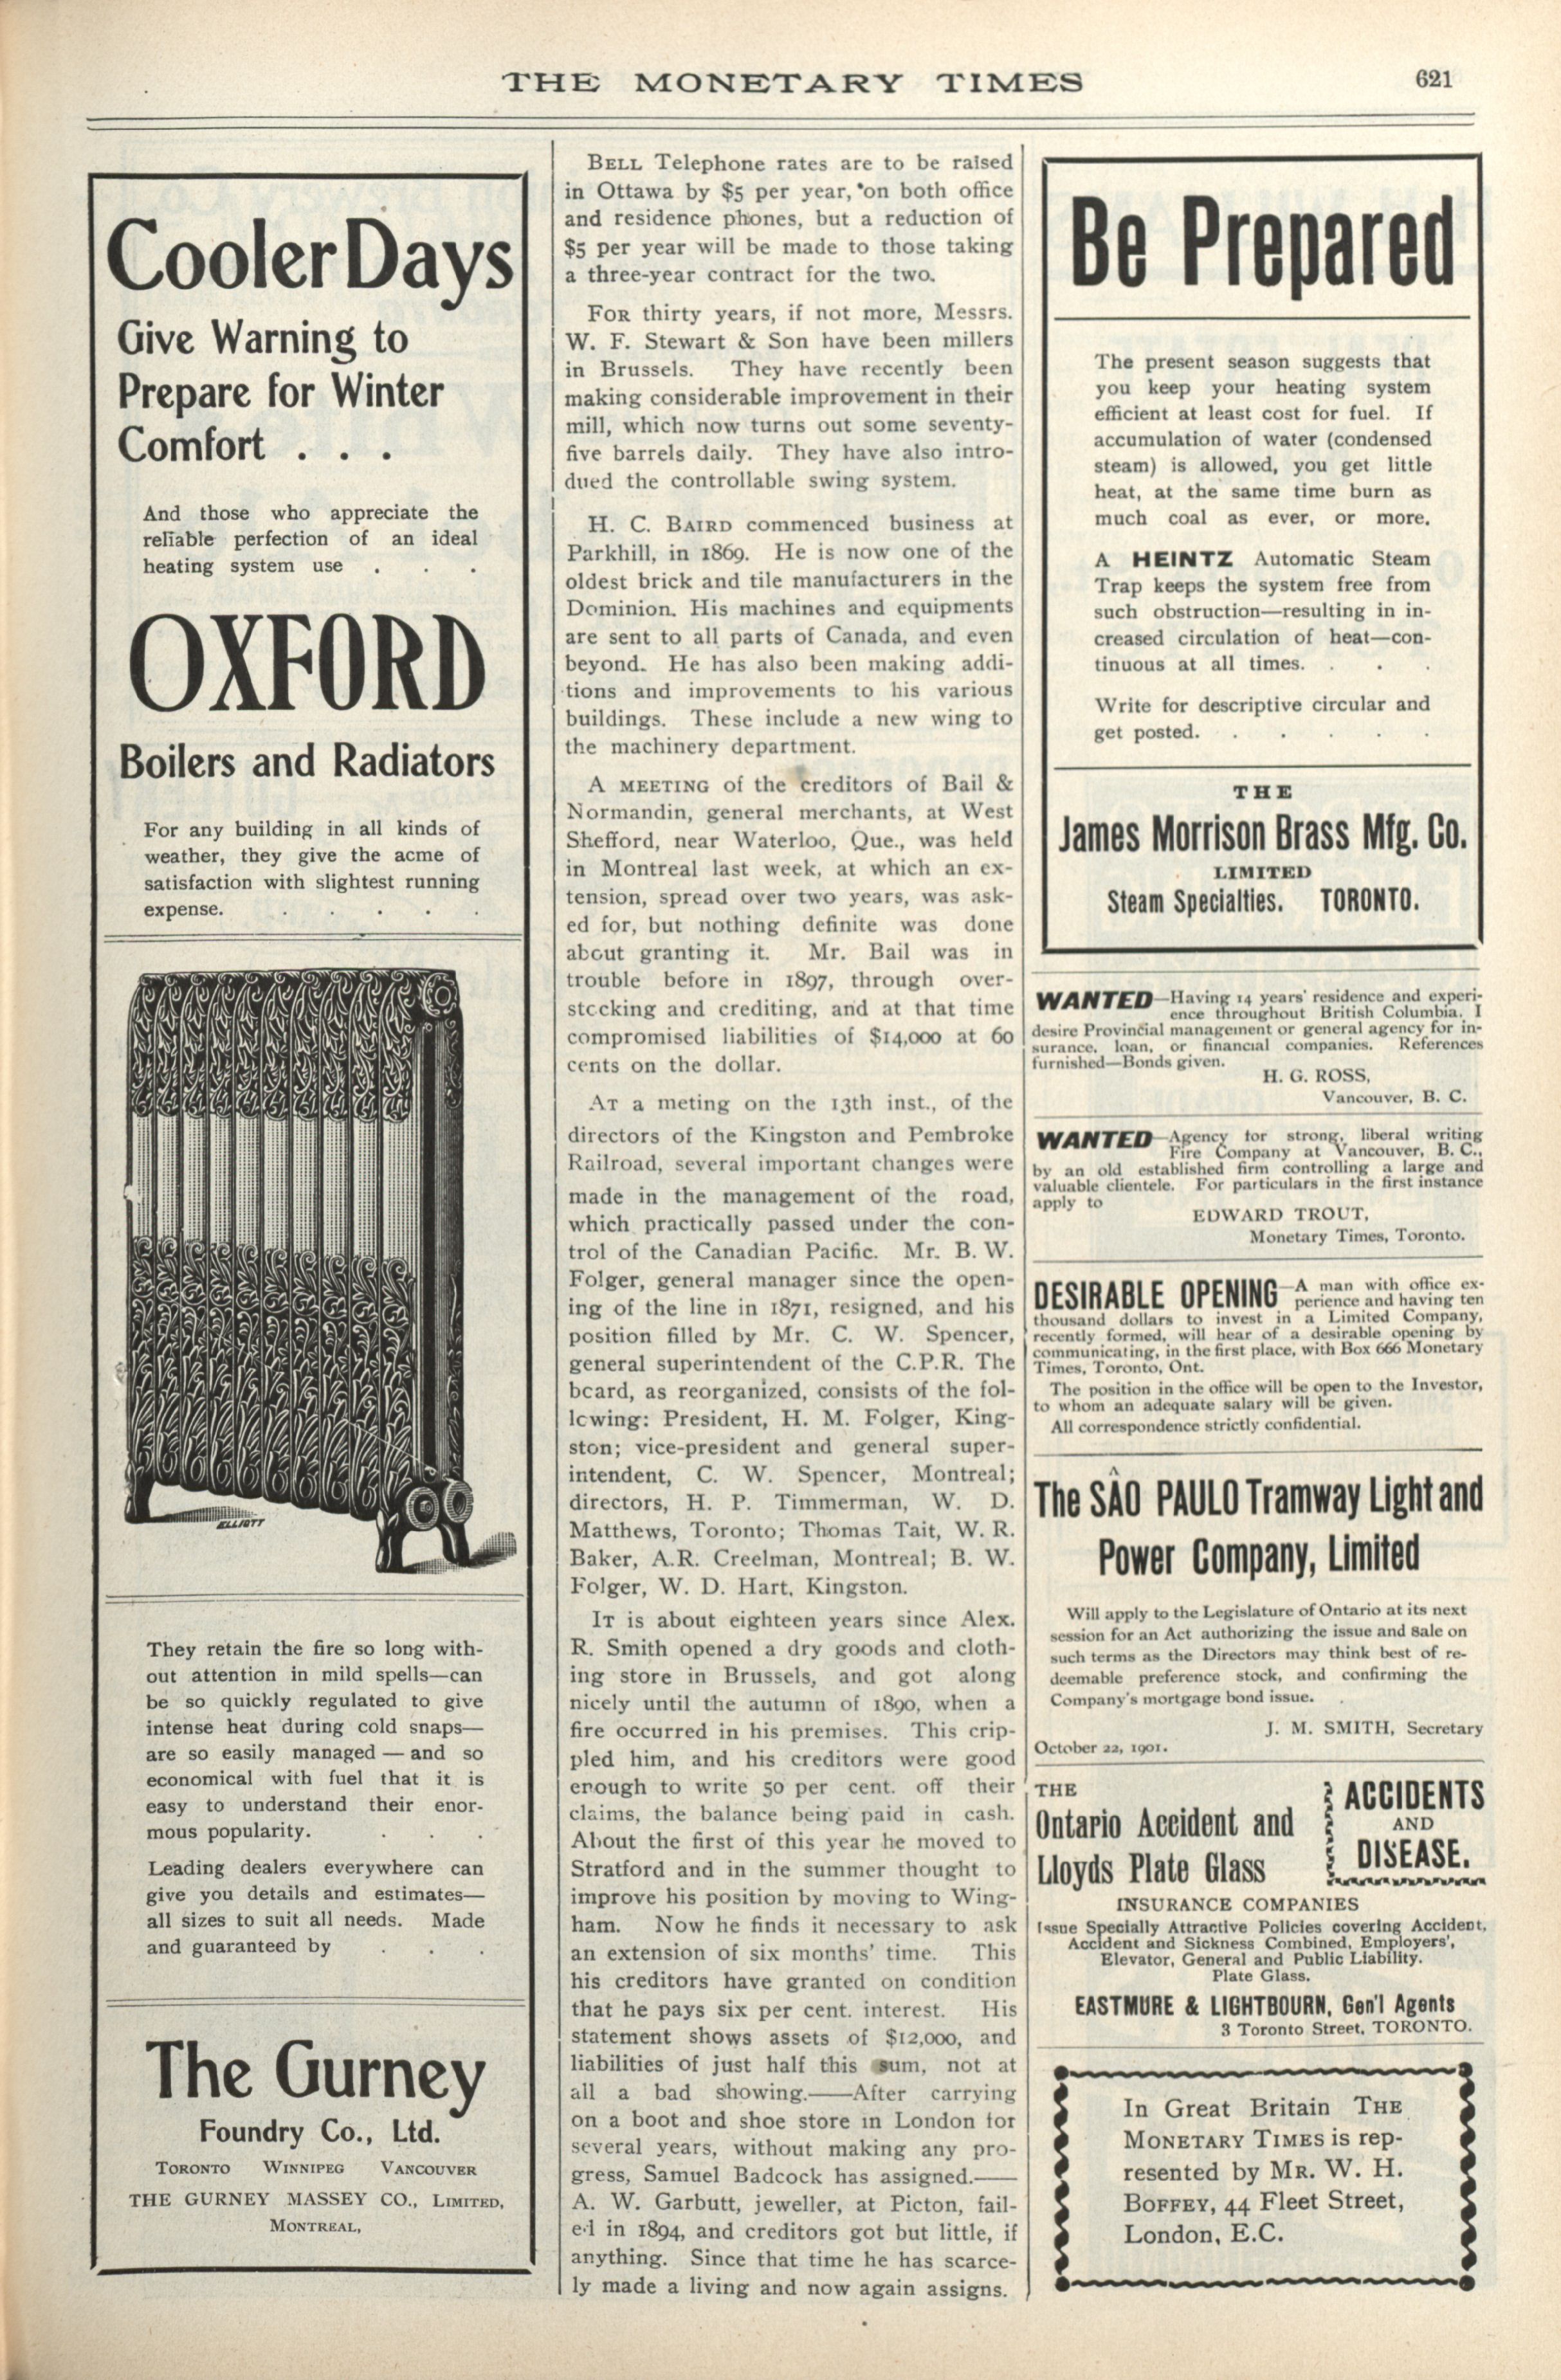 THE MONETARY TIMES 621
Cooler Days
Give Warning to
Prepare for Winter
Comfort . . .
And those who appreciate the
reliable perfection of an ideal
heating system use . . .
OXFORD
Boilers and Radiators
For any building in all kinds of
weather, they give the acme of
satisfaction with slightest running
expense. . . . . .
ELLIOTT
They retain the fire so long with-
out attention in mild spells—can
be so quickly regulated to give
intense heat during cold snaps—
are so easily managed — and so
economical with fuel that it is
easy to understand their enor-
mous popularity. . . .
Leading dealers everywhere can
give you details and estimates—
all sizes to suit all needs. Made
and guaranteed by . . .
The Gurney
Foundry Co., Ltd.
TORONTO WINNIPEG VANCOUVER
THE GURNEY MASSEY CO., LIMITED,
MONTREAL,
BELL Telephone rates are to be raised
in Ottawa by $5 per year, on both office
and residence phones, but a reduction of
$5 per year will be made to those taking
a three-year contract for the two.
FOR thirty years, if not more, Messrs.
W. F. Stewart & Son have been millers
in Brussels. They have recently been
making considerable improvement in their
mill, which now turns out some seventy-
five barrels daily. They have also intro-
dued the controllable swing system.
H. C. BAIRD commenced business at
Parkhill, in 1869. He is now one of the
oldest brick and tile manufacturers in the
Dominion. His machines and equipments
are sent to all parts of Canada, and even
beyond. He has also been making addi-
tions and improvements to his various
buildings. These include a new wing to
the machinery department.
A MEETING of the creditors of Bail &
Normandin, general merchants, at West
Shefford, near Waterloo, Que., was held
in Montreal last week, at which an ex-
tension, spread over two years, was ask-
ed for, but nothing definite was done
about granting it. Mr. Bail was in
trouble before in 1897, through over-
stocking and crediting, and at that time
compromised liabilities of $14,000 at 60
cents on the dollar.
AT a meting on the 13th inst., of the
directors of the Kingston and Pembroke
Railroad, several important changes were
made in the management of the road,
which practically passed under the con-
trol of the Canadian Pacific. Mr. B. W.
Folger, general manager since the open-
ing of the line in 1871, resigned, and his
position filled by Mr. C. W. Spencer,
general superintendent of the C.P.R. The
board, as reorganized, consists of the fol-
lowing: President, H. M. Folger, King-
ston; vice-president and general super-
intendent, C. W. Spencer, Montreal;
directors, H. P. Timmerman, W. D.
Matthews, Toronto; Thomas Tait, W. R.
Baker, A.R. Creelman, Montreal; B. W.
Folger, W. D. Hart, Kingston.
IT is about eighteen years since Alex.
R. Smith opened a dry goods and cloth-
ing store in Brussels, and got along
nicely until the autumn of 1890, when a
fire occurred in his premises. This crip-
pled him, and his creditors were good
enough to write 50 per cent. off their
claims, the balance being paid in cash.
About the first of this year he moved to
Stratford and in the summer thought to
improve his position by moving to Wing-
ham. Now he finds it necessary to ask
an extension of six months' time. This
his creditors have granted on condition
that he pays six per cent. interest. His
statement shows assets of $12,000, and
liabilities of just half this sum, not at
all a bad showing.——After carrying
on a boot and shoe store in London for
several years, without making any pro-
gress, Samuel Badcock has assigned.——
A. W. Garbutt, jeweller, at Picton, fail-
ed in 1894, and creditors got but little, if
anything. Since that time he has scarce-
ly made a living and now again assigns.
Be Prepared
The present season suggests that
you keep your heating system
efficient at least cost for fuel. If
accumulation of water (condensed
steam) is allowed, you get little
heat, at the same time burn as
much coal as ever, or more.
A HEINTZ Automatic Steam
Trap keeps the system free from
such obstruction—resulting in in-
creased circulation of heat—con-
tinuous at all times. . . .
Write for descriptive circular and
get posted. . . . . .
THE
James Morrison Brass Mfg. Co.
LIMITED
Steam Specialties. TORONTO.
WANTED—Having 14 years' residence and experi-
ence throughout British Columbia. I
desire Provincial management or general agency for in-
surance, loan, or financial companies. References
furnished—Bonds given.
H. G. ROSS,
Vancouver, B. C.
WANTED—Agency for strong, liberal writing
Fire Company at Vancouver, B. C.,
by an old established firm controlling a large and
valuable clientele. For particulars in the first instance
apply to
EDWARD TROUT,
Monetary Times, Toronto.
DESIRABLE OPENING—A man with office ex-
perience and having ten
thousand dollars to invest in a Limited Company,
recently formed, will hear of a desirable opening by
communicating, in the first place, with Box 666 Monetary
Times, Toronto, Ont.
The position in the office will be open to the Investor,
to whom an adequate salary will be given.
All correspondence strictly confidential.
The SÂO PAULO Tramway Light and
Power Company, Limited
Will apply to the Legislature of Ontario at its next
session for an Act authorizing the issue and sale on
such terms as the Directors may think best of re-
deemable preference stock, and confirming the
Company's mortgage bond issue.
J. M. SMITH, Secretary
October 22, 1901.
THE
Ontario Accident and
Lloyds Plate Glass
ACCIDENTS
AND
DISEASE.
INSURANCE COMPANIES
Issue Specially Attractive Policies covering Accident,
Accident and Sickness Combined, Employers',
Elevator, General and Public Liability.
Plate Glass.
EASTMURE & LIGHTBOURN, Gen'l Agents
3 Toronto Street, TORONTO.
In Great Britain THE
MONETARY TIMES is rep-
resented by MR. W. H.
BOFFEY, 44 Fleet Street,
London, E.C.